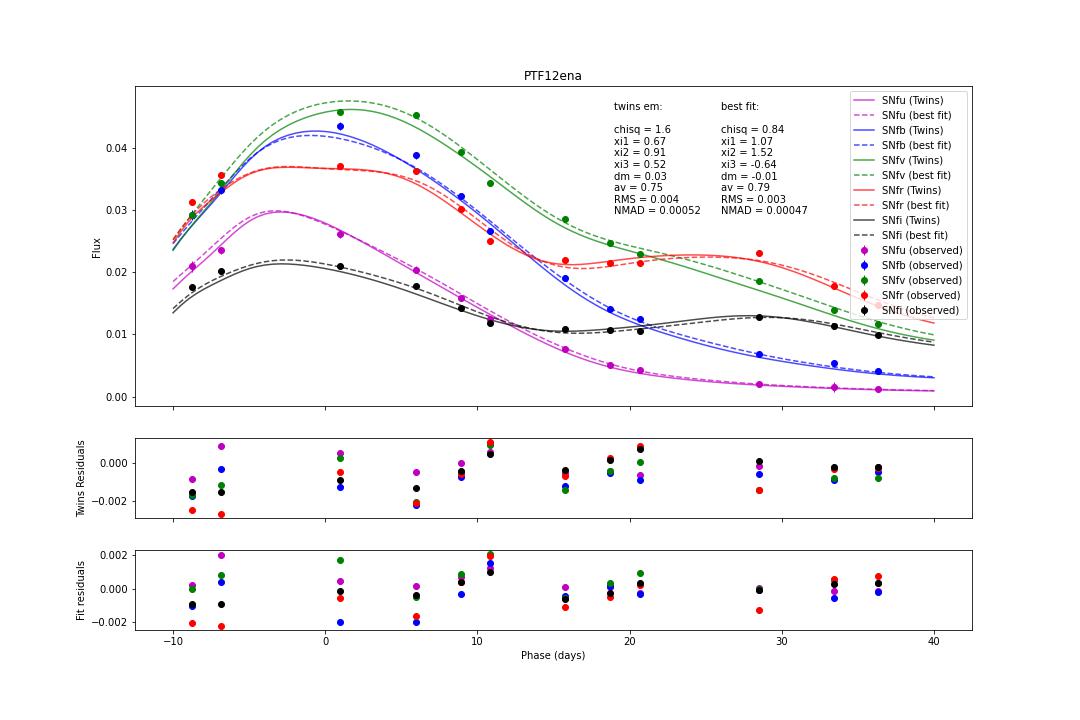 PTF12ena
Flux
0.04
0.03
0.02
0.01
0.00
twins em: best fit:
chisq = 1.6 chisq = 0.84
xi1 = 0.67 xi1 = 1.07
xi2 = 0.91 xi2 = 1.52
xi3 = 0.52 xi3 = -0.64
dm = 0.03 dm = -0.01
av = 0.75 av = 0.79
RMS = 0.004 RMS = 0.003
NMAD = 0.00052 NMAD = 0.00047
SNfu (Twins)
SNfu (best fit)
SNfb (Twins)
SNfb (best fit)
SNfv (Twins)
SNfv (best fit)
SNfr (Twins)
SNfr (best fit)
SNfi (Twins)
SNfi (best fit)
SNfu (observed)
SNfb (observed)
SNfv (observed)
SNfr (observed)
SNfi (observed)
Twins Residuals
0.000
−0.002
Fit residuals
0.002
0.000
−0.002
−10 0 10 20 30 40
Phase (days)